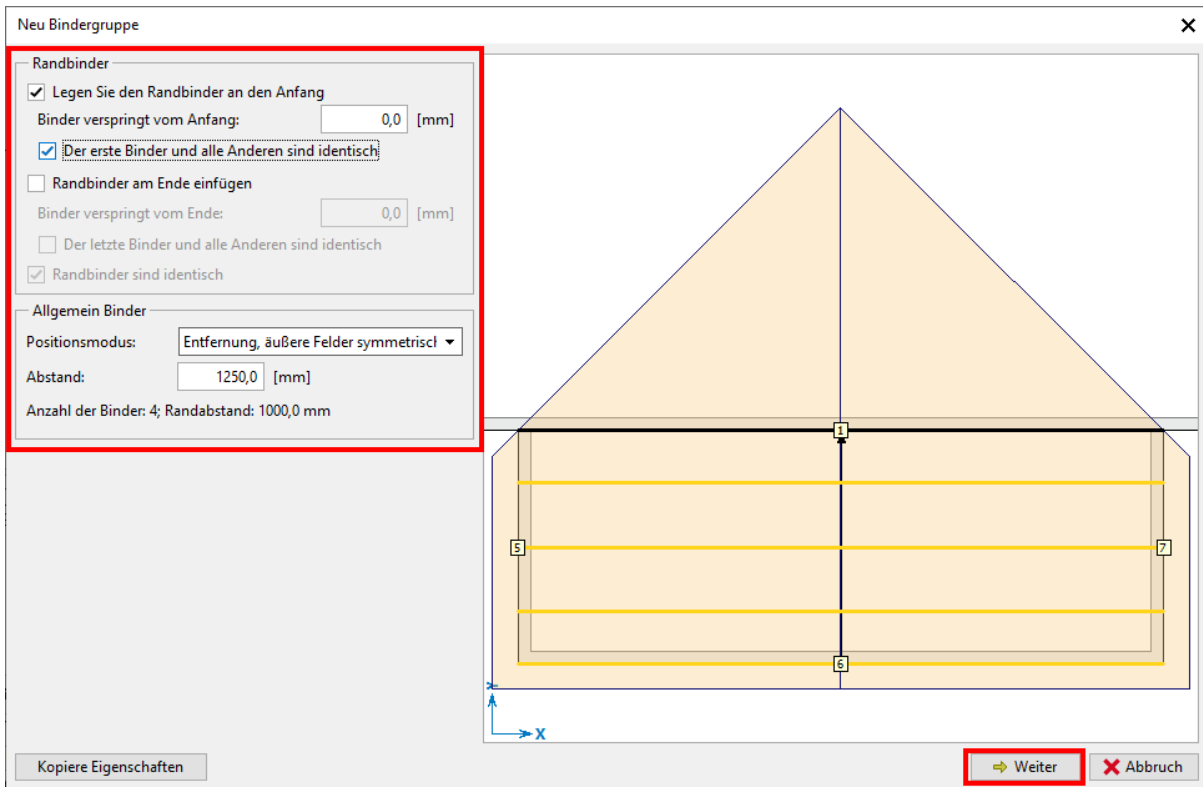 Neu Bindergruppe
Randbinder
Legen Sie den Randbinder an den Anfang
Binder verspringt vom Anfang: 0,0 [mm]
Der erste Binder und alle Anderen sind identisch
Randbinder am Ende einfügen
Binder verspringt vom Ende: 0,0 [mm]
Der letzte Binder und alle Anderen sind identisch
Randbinder sind identisch
Allgemein Binder
Positionsmodus: Entfernung, äußere Felder symmetrisch
Abstand: 1250,0 [mm]
Anzahl der Binder: 4; Randabstand: 1000,0 mm
1
5
7
6
Y
X
Kopiere Eigenschaften
Weiter
Abbruch